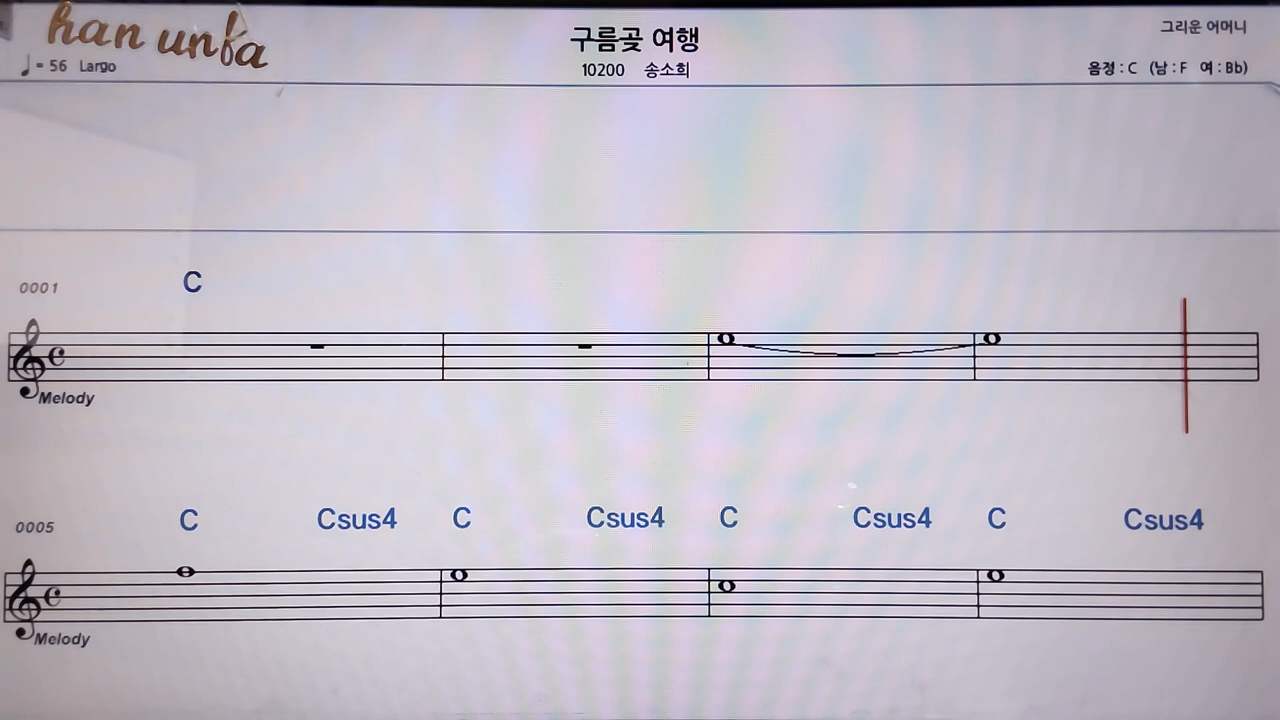 han unfa
구름곶 여행
그리운 어머니
= 56 Largo
10200 송소희
음정 : C (남 : F 여 : Bb)
0001 C
Melody
0005 C Csus4 C Csus4 C Csus4 C Csus4
Melody